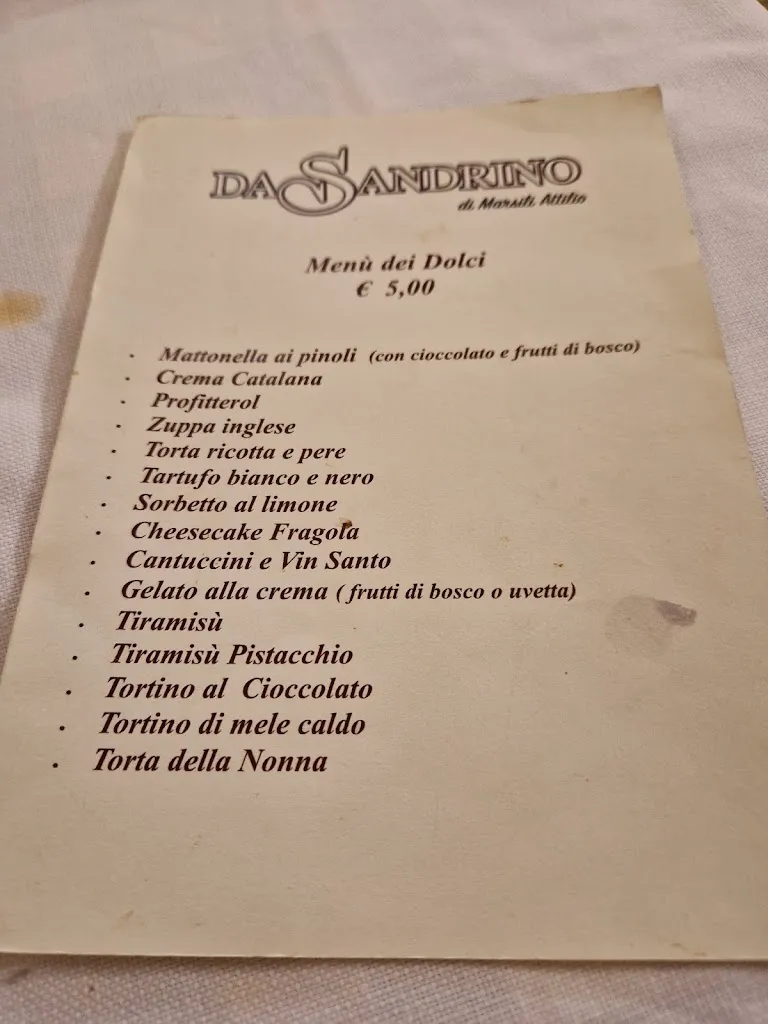 DA SANDRINO
di Marsili Attilio
Menù dei Dolci
€ 5,00
· Mattonella ai pinoli (con cioccolato e frutti di bosco)
· Crema Catalana
· Profitterol
· Zuppa inglese
· Torta ricotta e pere
· Tartufo bianco e nero
· Sorbetto al limone
· Cheesecake Fragola
· Cantuccini e Vin Santo
· Gelato alla crema ( frutti di bosco o uvetta)
· Tiramisù
· Tiramisù Pistacchio
· Tortino al Cioccolato
· Tortino di mele caldo
· Torta della Nonna